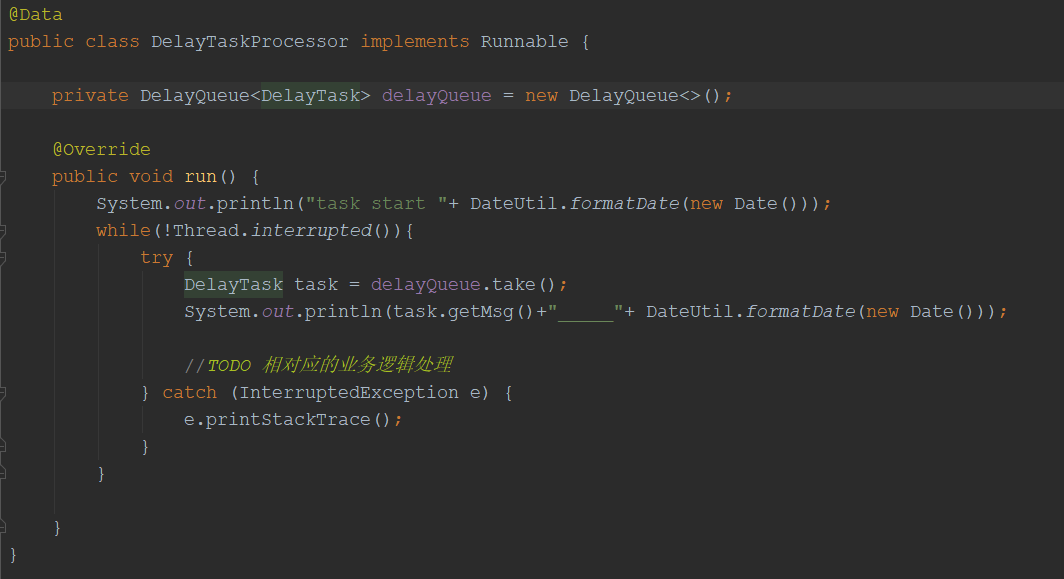 @Data
public class DelayTaskProcessor implements Runnable {
    private DelayQueue<DelayTask> delayQueue = new DelayQueue<>();
    @Override
    public void run() {
        System.out.println("task start "+ DateUtil.formatDate(new Date()));
        while(!Thread.interrupted()){
            try {
                DelayTask task = delayQueue.take();
                System.out.println(task.getMsg()+"_____"+ DateUtil.formatDate(new Date()));
                //TODO 相对应的业务逻辑处理
            } catch (InterruptedException e) {
                e.printStackTrace();
            }
        }
    }
}